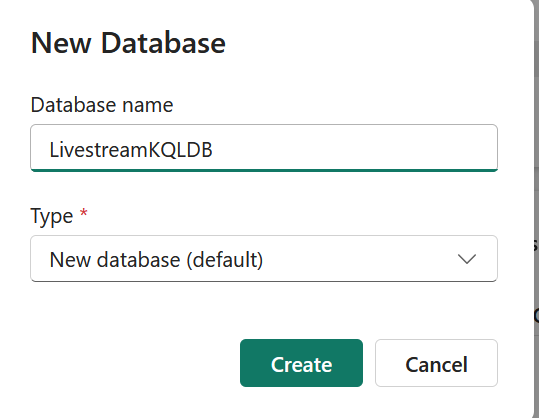 New Database
Database name
LivestreamKQLDB
Type *
New database (default)
Create Cancel